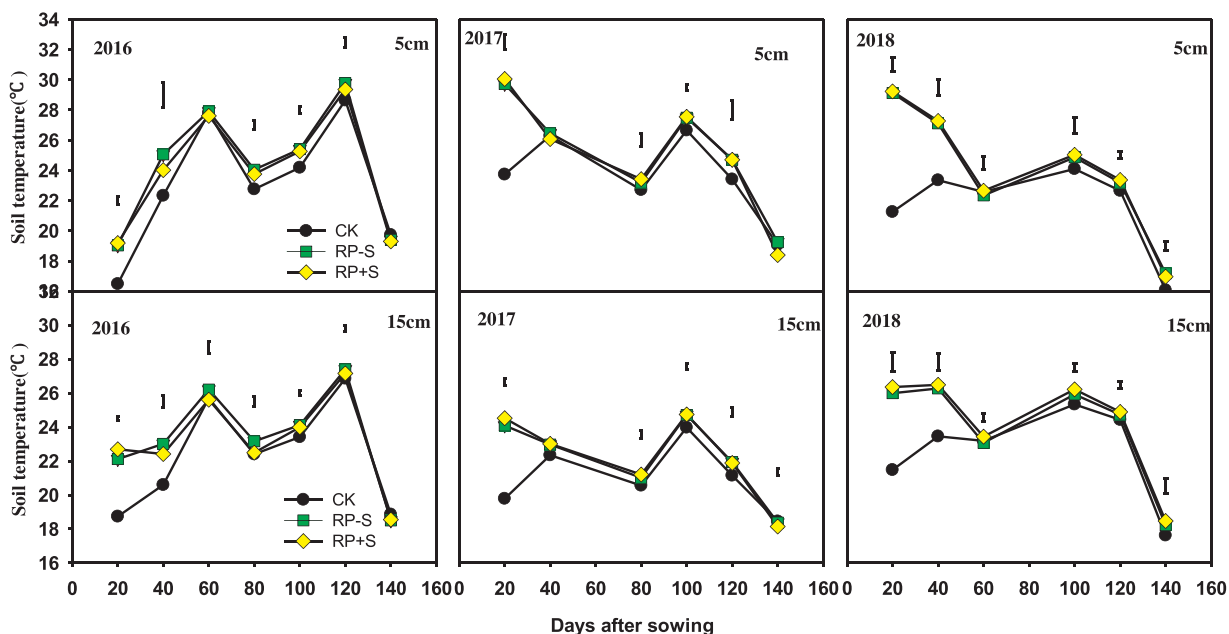 34
32
30
28
26
24
22
20
18
16
Soil temperature(℃)
2016
5cm
CK
RP-S
RP+S
2017
5cm
2018
5cm
32
30
28
26
24
22
20
18
16
Soil temperature(℃)
2016
15cm
CK
RP-S
RP+S
2017
15cm
2018
15cm
0 20 40 60 80 100 120 140 160
0 20 40 60 80 100 120 140 160
0 20 40 60 80 100 120 140 160
Days after sowing